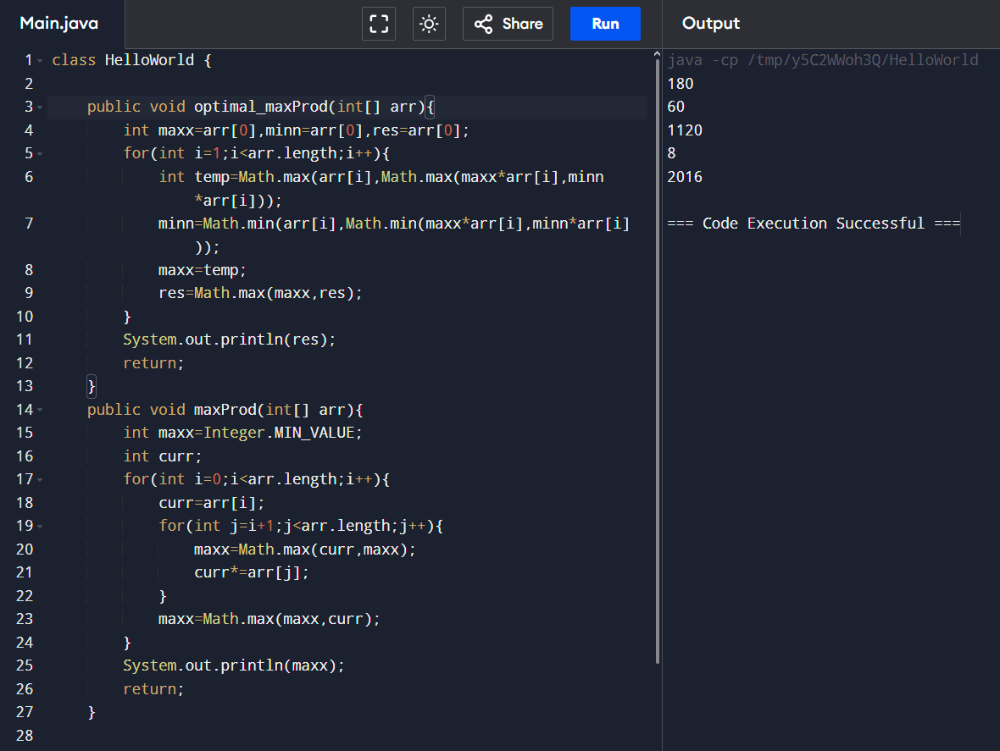 Main.java
Share
Run
Output
1 class HelloWorld {
2
3 public void optimal_maxProd(int[] arr){
4 int maxx=arr[0],minn=arr[0],res=arr[0];
5 for(int i=1;i<arr.length;i++){
6 int temp=Math.max(arr[i],Math.max(maxx*arr[i],minn
*arr[i]));
7 minn=Math.min(arr[i],Math.min(maxx*arr[i],minn*arr[i]
));
8 maxx=temp;
9 res=Math.max(maxx,res);
10 }
11 System.out.println(res);
12 return;
13 }
14 public void maxProd(int[] arr){
15 int maxx=Integer.MIN_VALUE;
16 int curr;
17 for(int i=0;i<arr.length;i++){
18 curr=arr[i];
19 for(int j=i+1;j<arr.length;j++){
20 maxx=Math.max(curr,maxx);
21 curr*=arr[j];
22 }
23 maxx=Math.max(maxx,curr);
24 }
25 System.out.println(maxx);
26 return;
27 }
28
java -cp /tmp/y5C2WWoh3Q/HelloWorld
180
60
1120
8
2016
=== Code Execution Successful ===